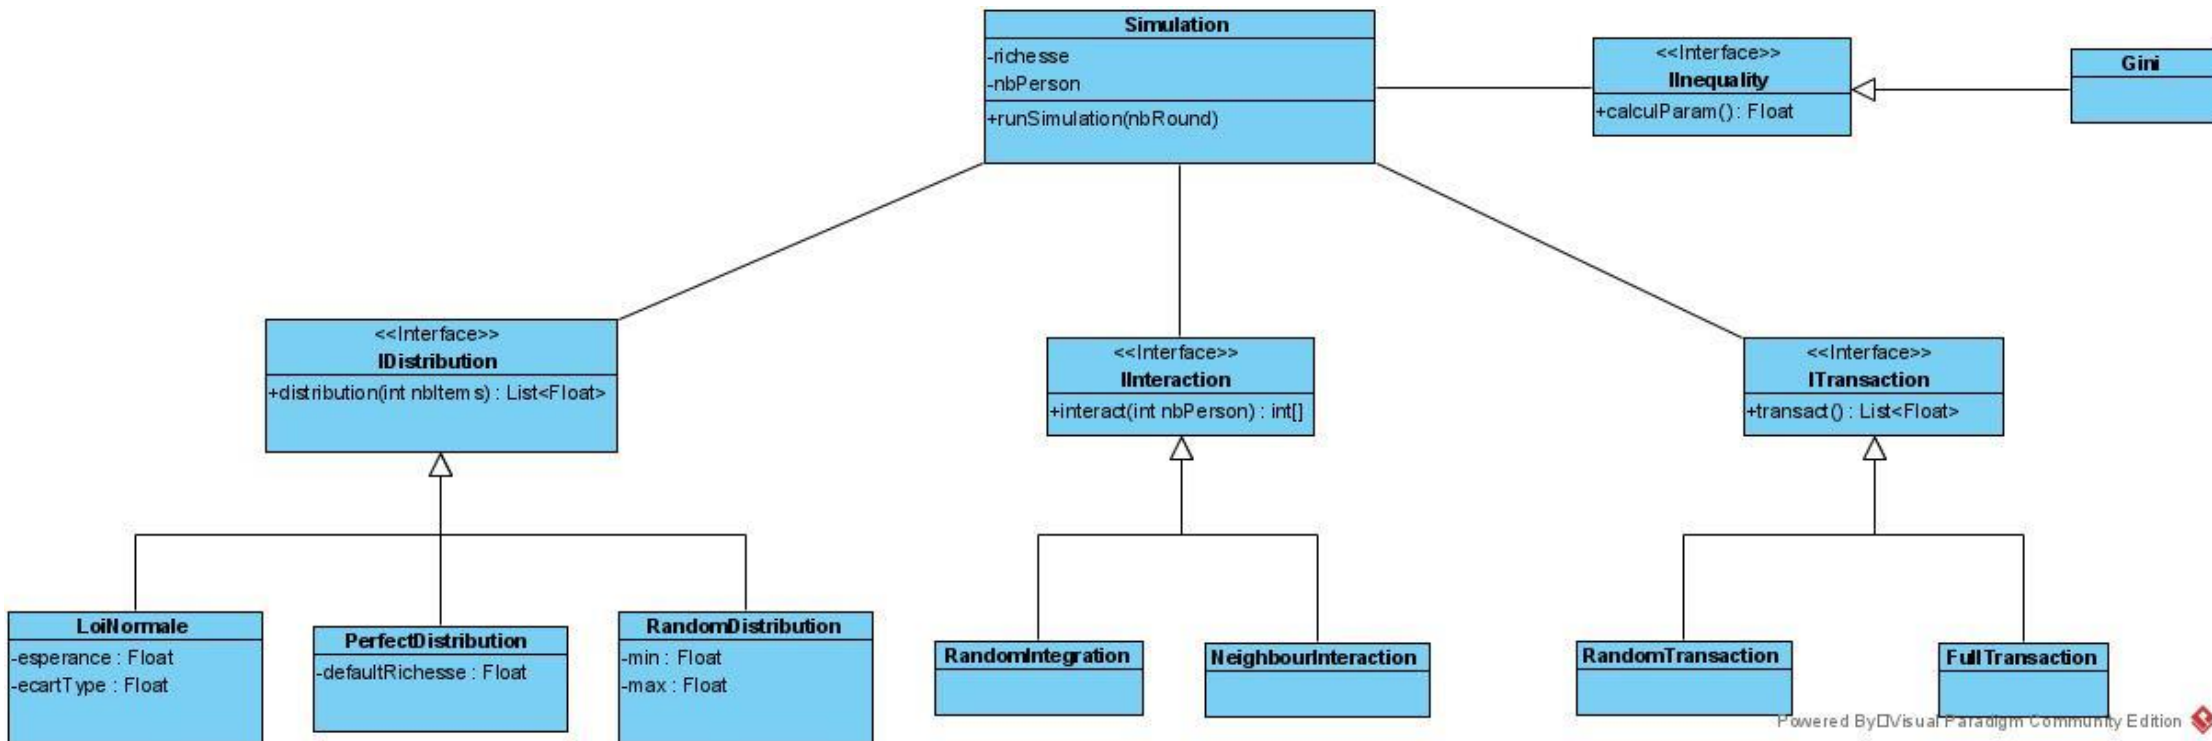 Simulation
-richesse
-nbPerson
+runSimulation(nbRound)
<<Interface>>
IInequality
+calculParam() : Float
Gini
<<Interface>>
IDistribution
+distribution(int nbItems) : List<Float>
<<Interface>>
IInteraction
+interact(int nbPerson) : int[]
<<Interface>>
ITransaction
+transact() : List<Float>
LoiNormale
-esperance : Float
-ecartType : Float
PerfectDistribution
-defaultRichesse : Float
RandomDistribution
-min : Float
-max : Float
RandomIntegration
NeighbourInteraction
RandomTransaction
FullTransaction
Powered By□Visual Paradigm Community Edition